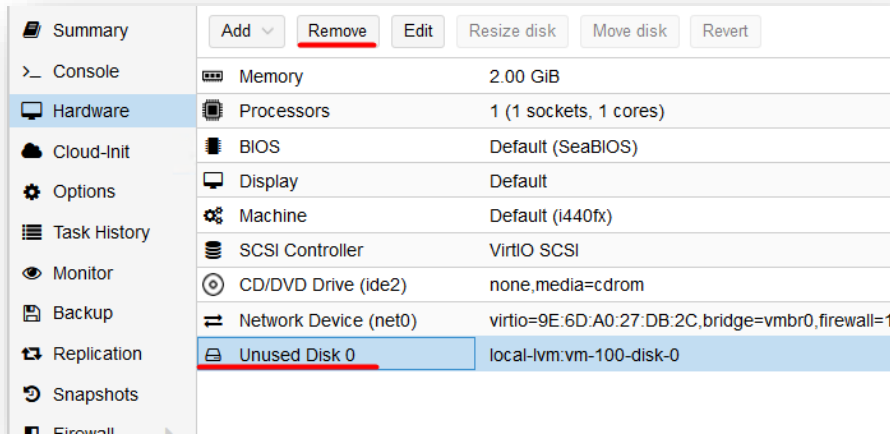 Summary
Console
Hardware
Cloud-Init
Options
Task History
Monitor
Backup
Replication
Snapshots
Firewall
Add Remove Edit Resize disk Move disk Revert
Memory 2.00 GiB
Processors 1 (1 sockets, 1 cores)
BIOS Default (SeaBIOS)
Display Default
Machine Default (i440fx)
SCSI Controller VirtIO SCSI
CD/DVD Drive (ide2) none,media=cdrom
Network Device (net0) virtio=9E:6D:A0:27:DB:2C,bridge=vmbr0,firewall=1
Unused Disk 0 local-lvm:vm-100-disk-0